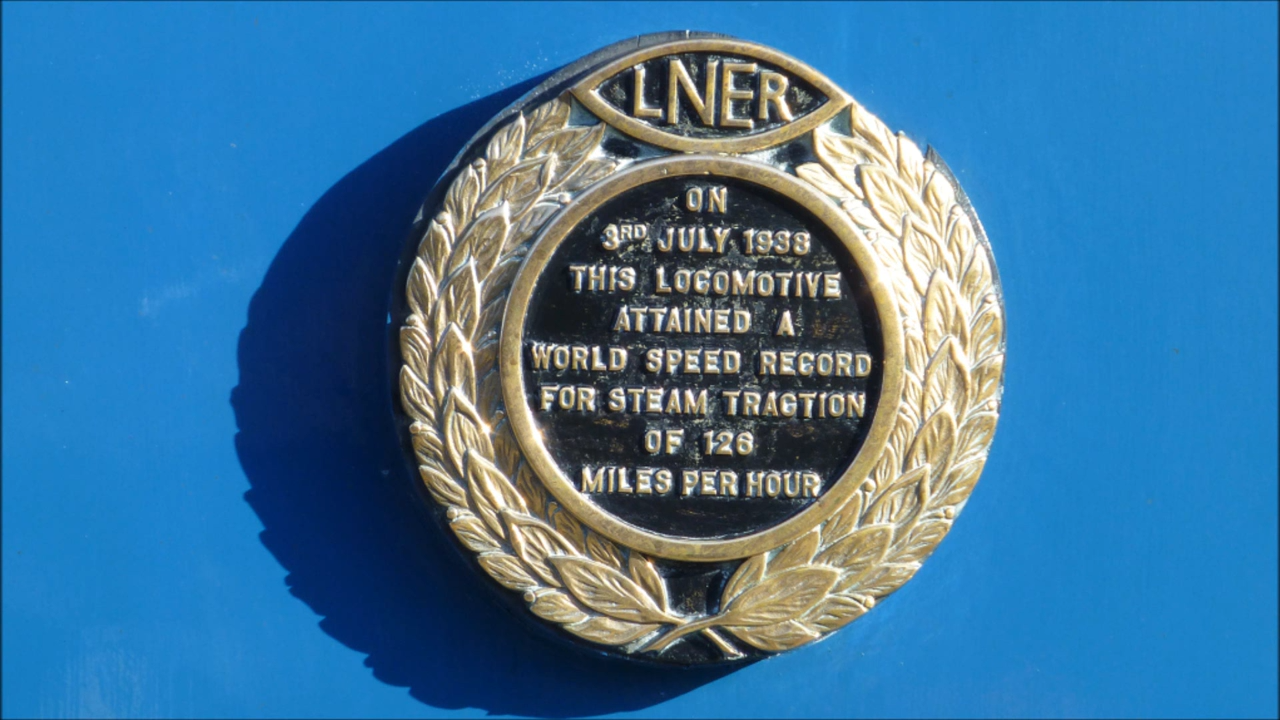 LNER
ON
3RD JULY 1938
THIS LOCOMOTIVE
ATTAINED A
WORLD SPEED RECORD
FOR STEAM TRACTION
OF 126
MILES PER HOUR